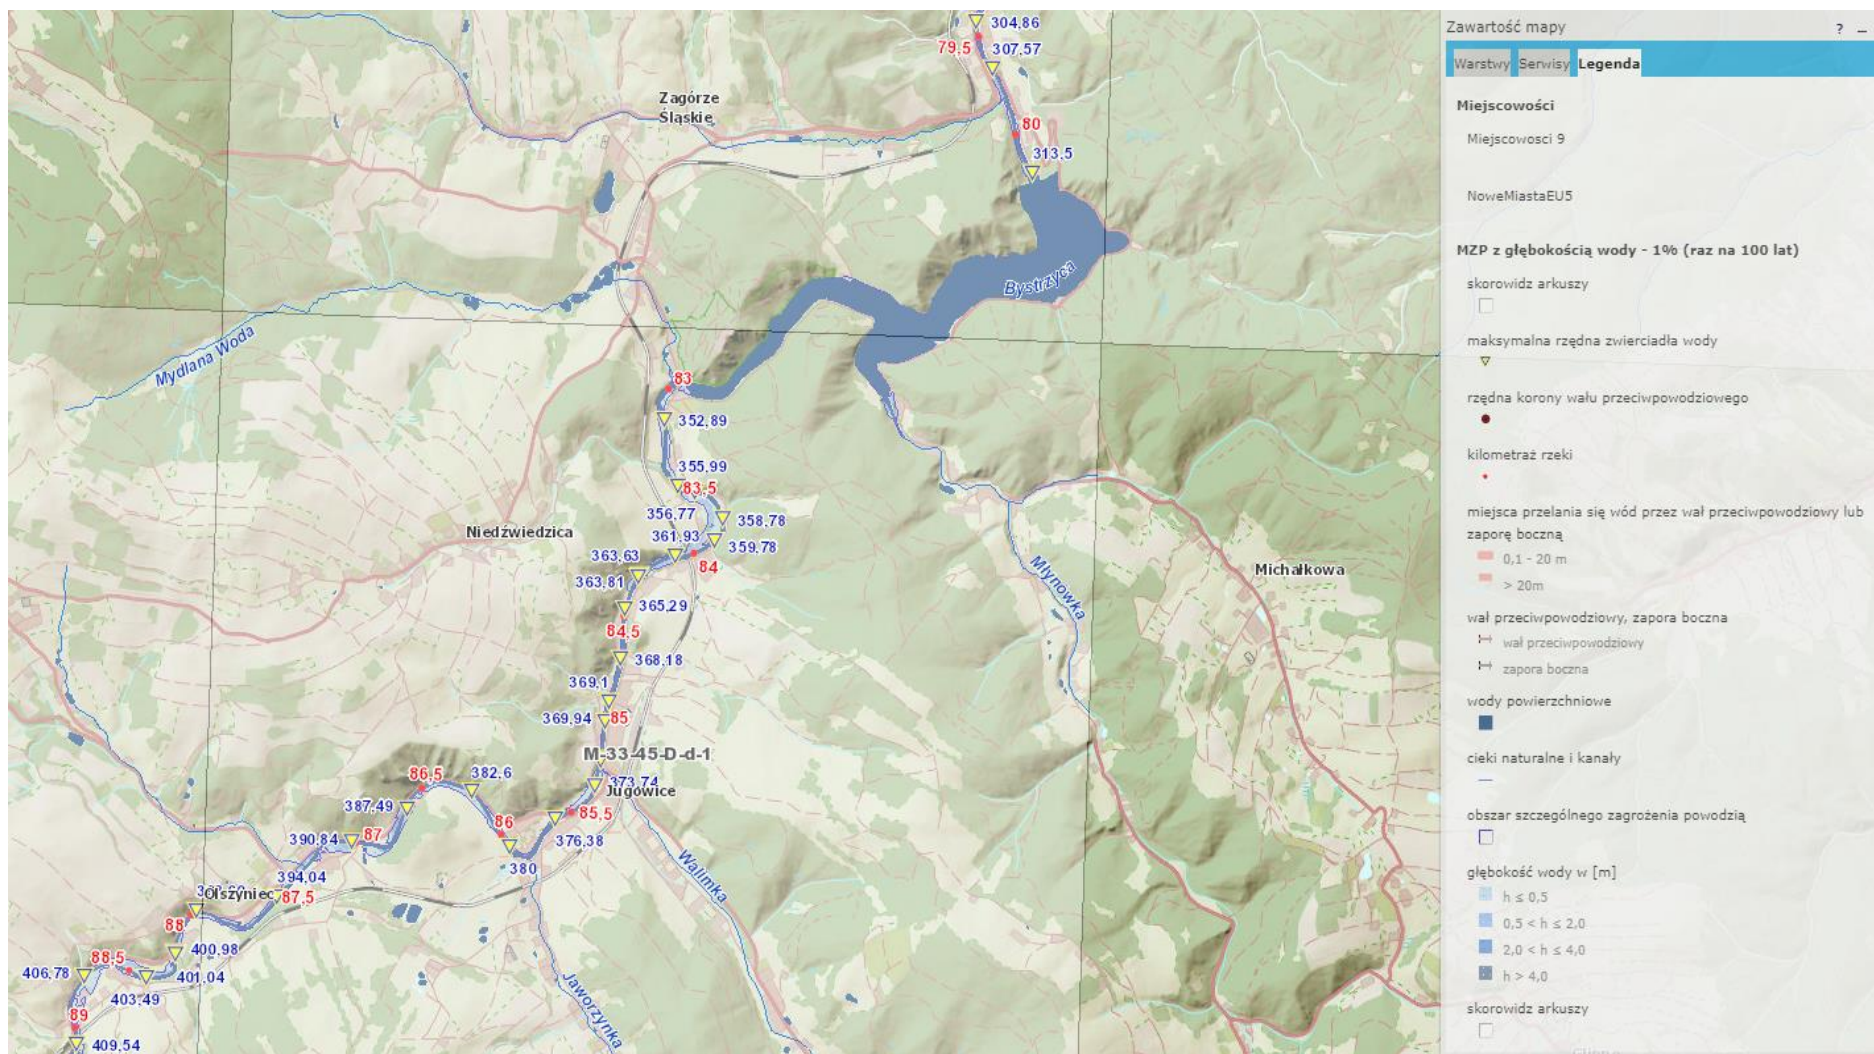 304,86
79,5
307,57
Zagórze
Śląskie
80
313,5
Bystrzyca
Mydlana Woda
83
352,89
355,99
83,5
356,77
358,78
Niedźwiedzica
361,93
359,78
363,63
84
363,81
Michałkowa
Młynówka
365,29
84,5
368,18
369,1
369,94
85
M-33-45-D-d-1
86,5
382,6
373,74
Jugowice
387,49
85,5
86
390,84
87
376,38
380
Walimka
394,04
Olszyniec
87,5
88
400,98
88,5
406,78
401,04
403,49
Jaworzynka
89
409,54
Zawartość mapy
? –
Warstwy Serwisy Legenda
Miejscowości
Miejscowosci 9
NoweMiastaEU5
MZP z głębokością wody - 1% (raz na 100 lat)
skorowidz arkuszy
maksymalna rzędna zwierciadła wody
rzędna korony wału przeciwpowodziowego
kilometraż rzeki
miejsca przelania się wód przez wał przeciwpowodziowy lub
zaporę boczną
0,1 - 20 m
> 20m
wał przeciwpowodziowy, zapora boczna
wał przeciwpowodziowy
zapora boczna
wody powierzchniowe
cieki naturalne i kanały
obszar szczególnego zagrożenia powodzią
głębokość wody w [m]
h ≤ 0,5
0,5 < h ≤ 2,0
2,0 < h ≤ 4,0
h > 4,0
skorowidz arkuszy